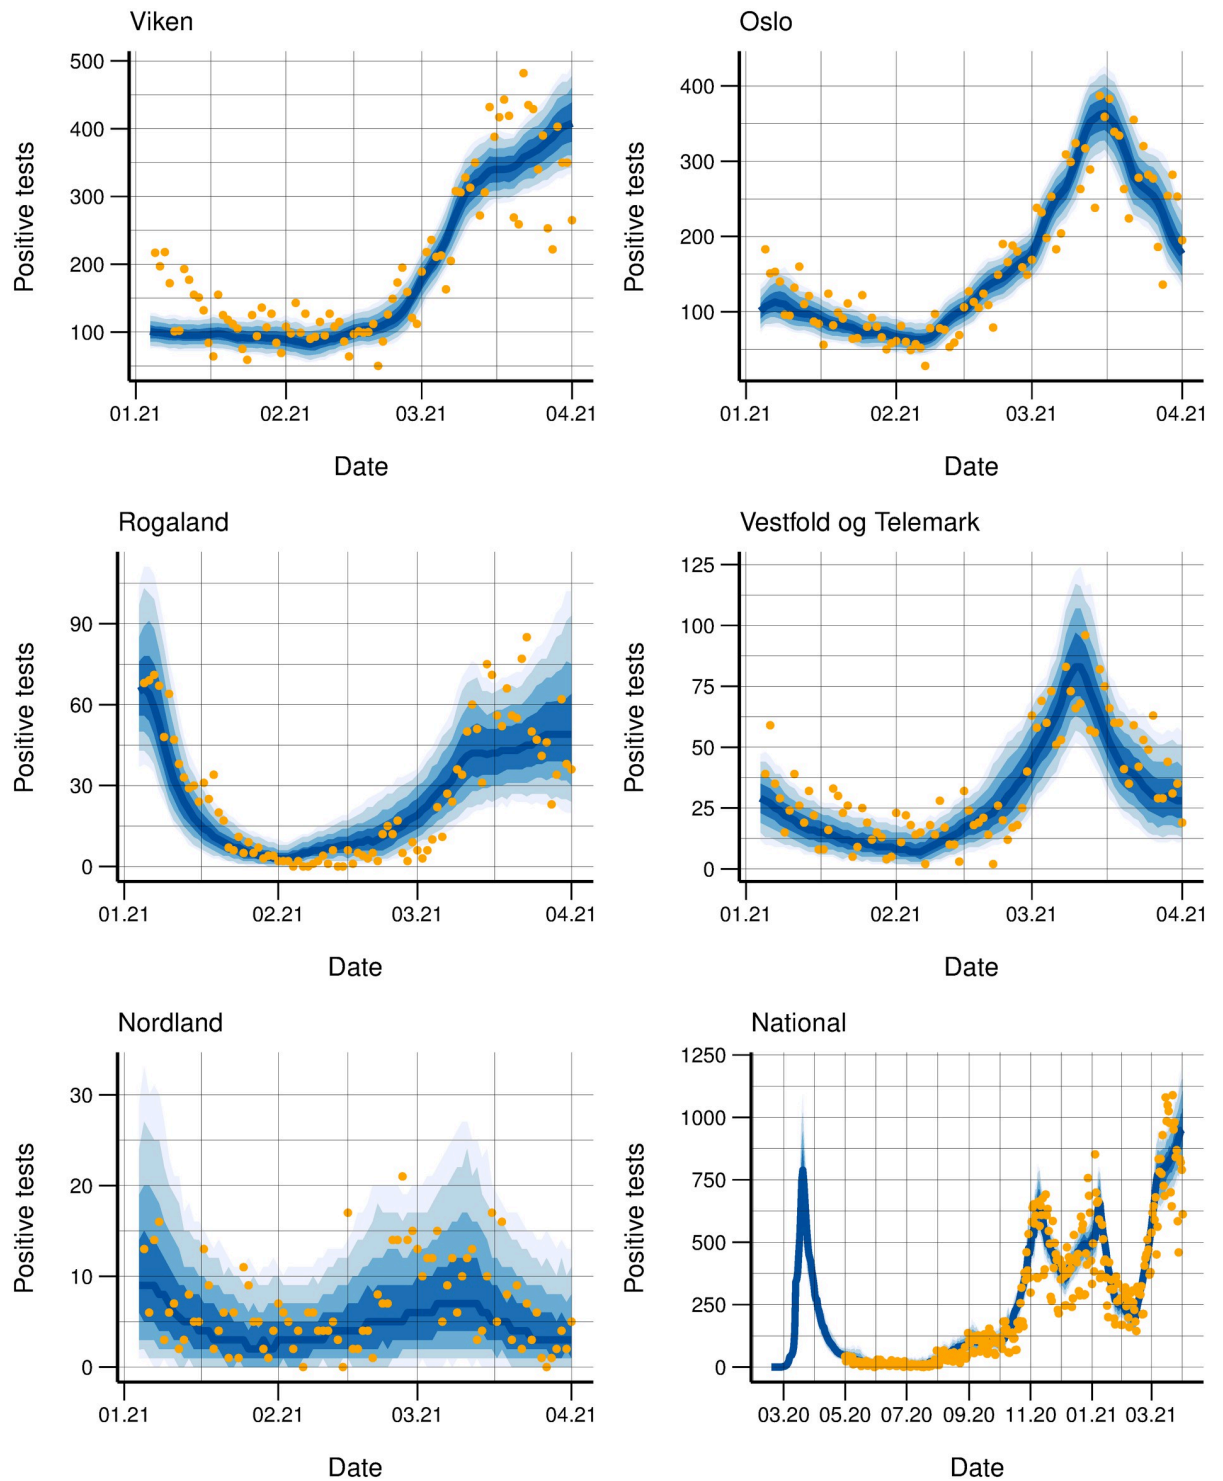 Viken
Positive tests
500
400
300
200
100
01.21 02.21 03.21 04.21
Date
Oslo
Positive tests
400
300
200
100
01.21 02.21 03.21 04.21
Date
Rogaland
Positive tests
90
60
30
0
01.21 02.21 03.21 04.21
Date
Vestfold og Telemark
Positive tests
125
100
75
50
25
0
01.21 02.21 03.21 04.21
Date
Nordland
Positive tests
30
20
10
0
01.21 02.21 03.21 04.21
Date
National
Positive tests
1250
1000
750
500
250
0
03.20 05.20 07.20 09.20 11.20 01.21 03.21
Date